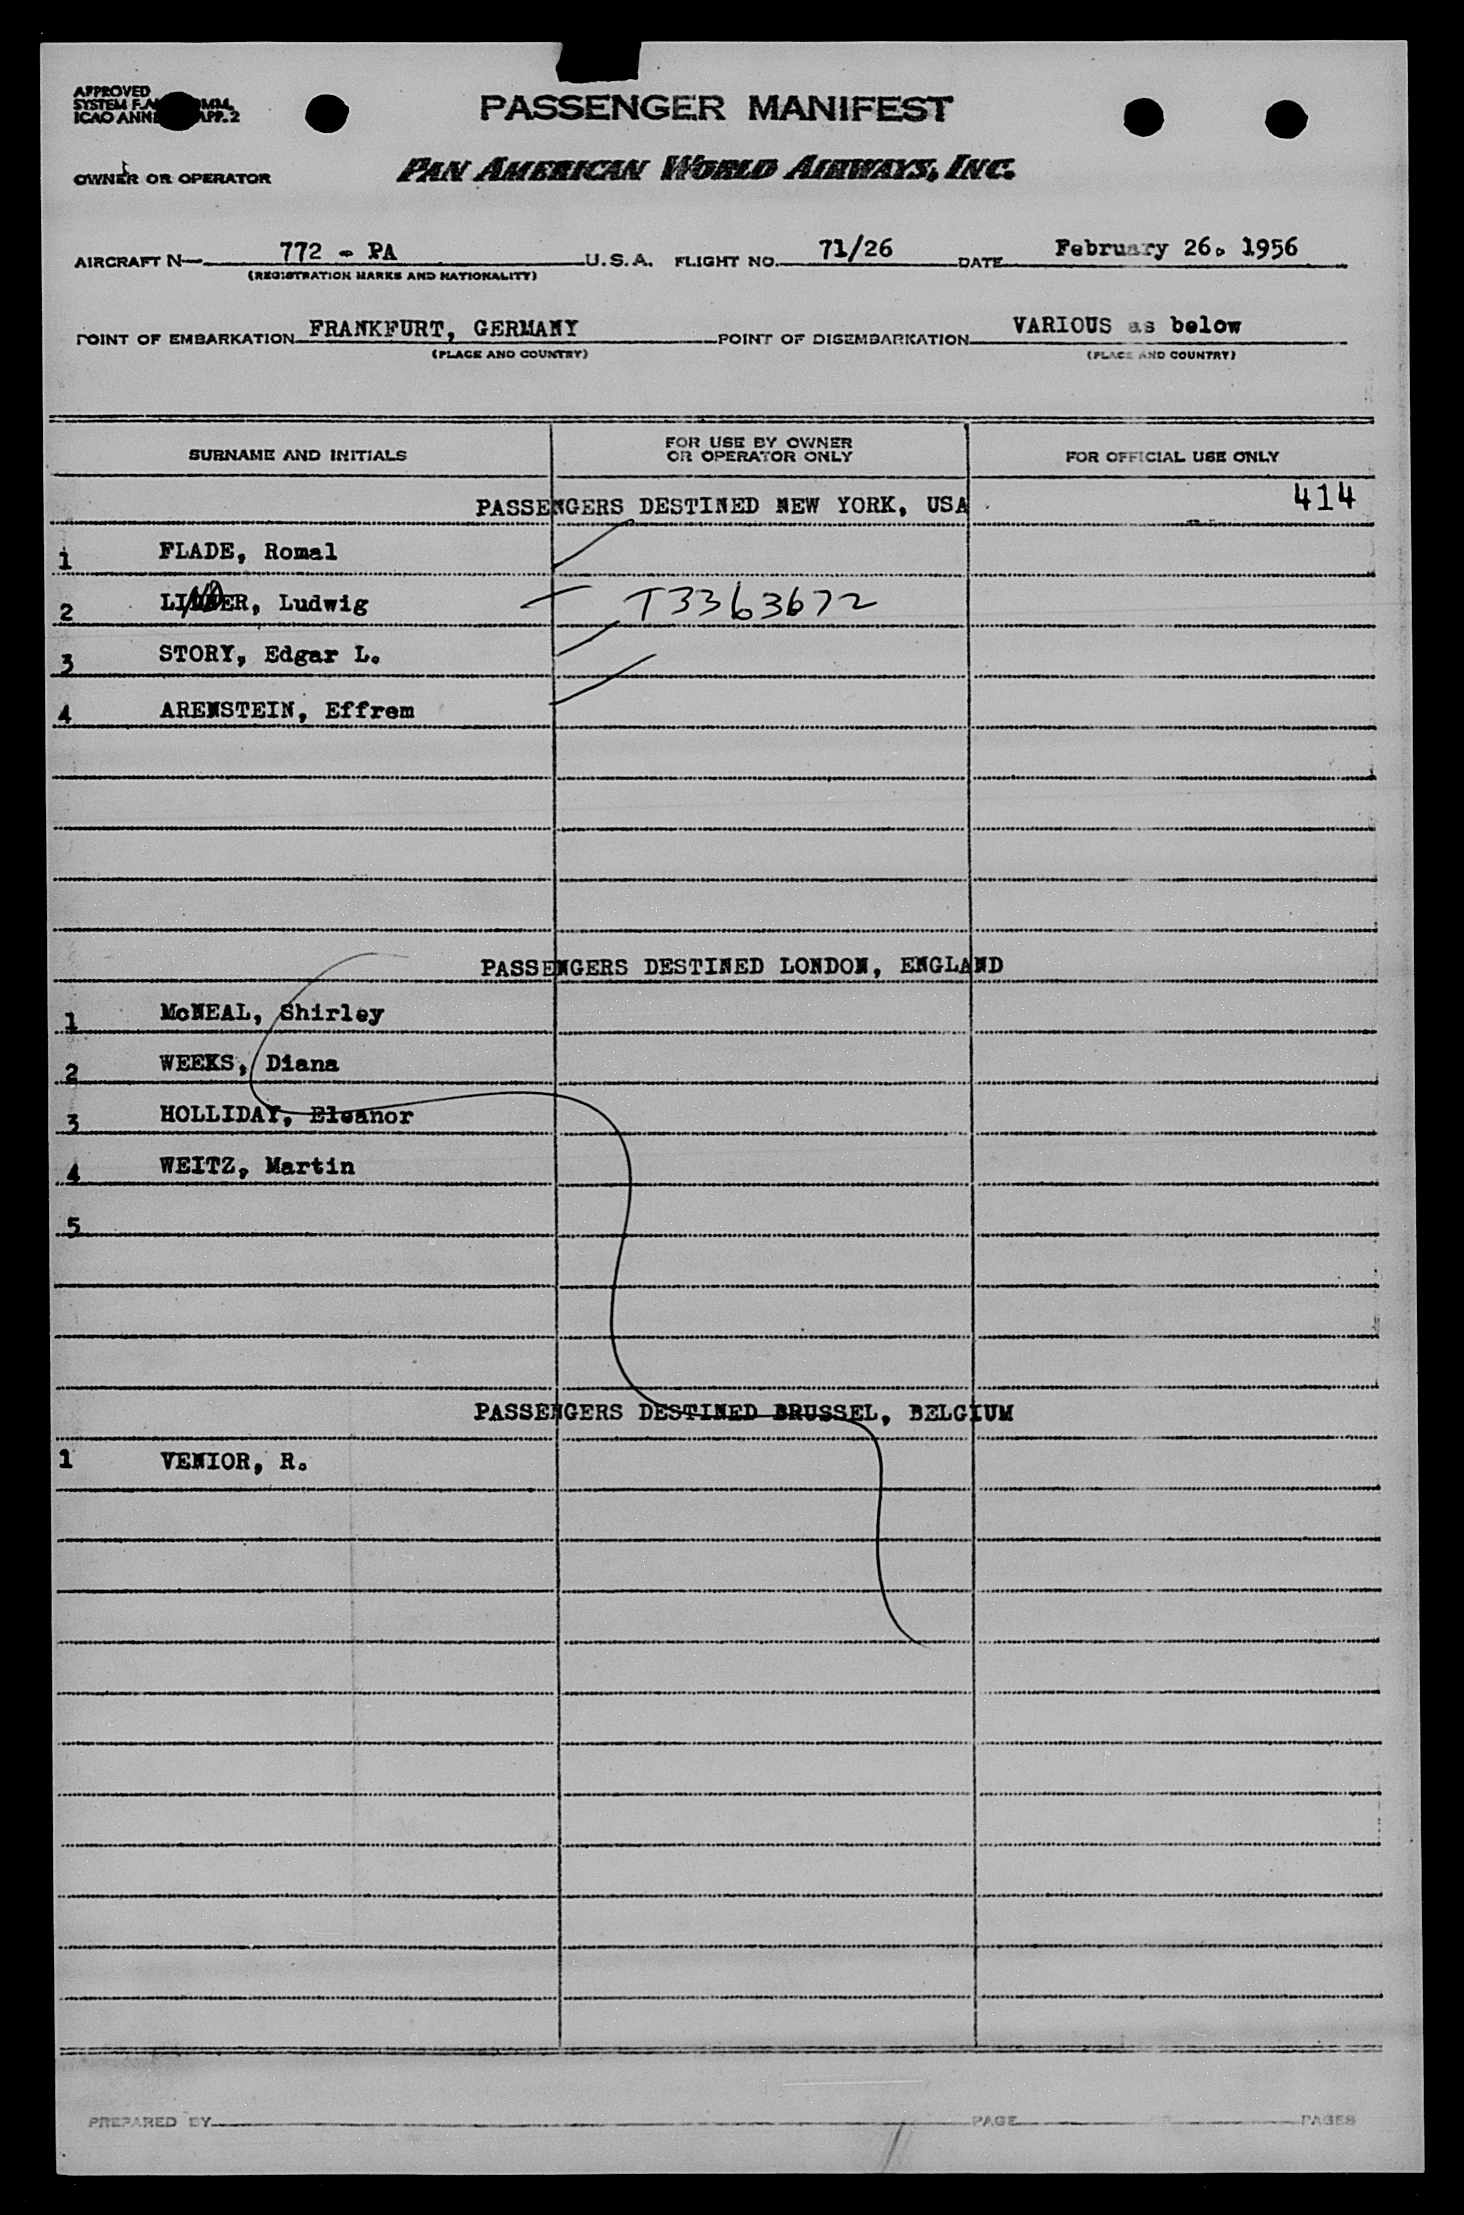 APPROVED
SYSTEM
ICAO APP. 2
PASSENGER MANIFEST
OWNER OR OPERATOR PAN AMERICAN WORLD AIRWAYS, INC.
AIRCRAFT N— 772 - PA U.S.A. FLIGHT NO. 71/26 DATE February 26. 1956
(REGISTRATION MARKS AND NATIONALITY)
POINT OF EMBARKATION FRANKFURT, GERMANY POINT OF DISEMBARKATION VARIOUS as below
(PLACE AND COUNTRY) (PLACE AND COUNTRY)
SURNAME AND INITIALS FOR USE BY OWNER OR OPERATOR ONLY FOR OFFICIAL USE ONLY
PASSENGERS DESTINED NEW YORK, USA 414
1 FLADE, Romal
2 Ludwig T3363672
3 STORY, Edgar L.
4 ARENSTEIN, Effrem
PASSENGERS DESTINED LONDON, ENGLAND
1 McNEAL, Shirley
2 WEEKS, Diana
3 HOLLIDAY, Eleanor
4 WEITZ, Martin
5
PASSENGERS DESTINED BRUSSEL, BELGIUM
1 VENIOR, R.
PREPARED BY PAGE PAGES